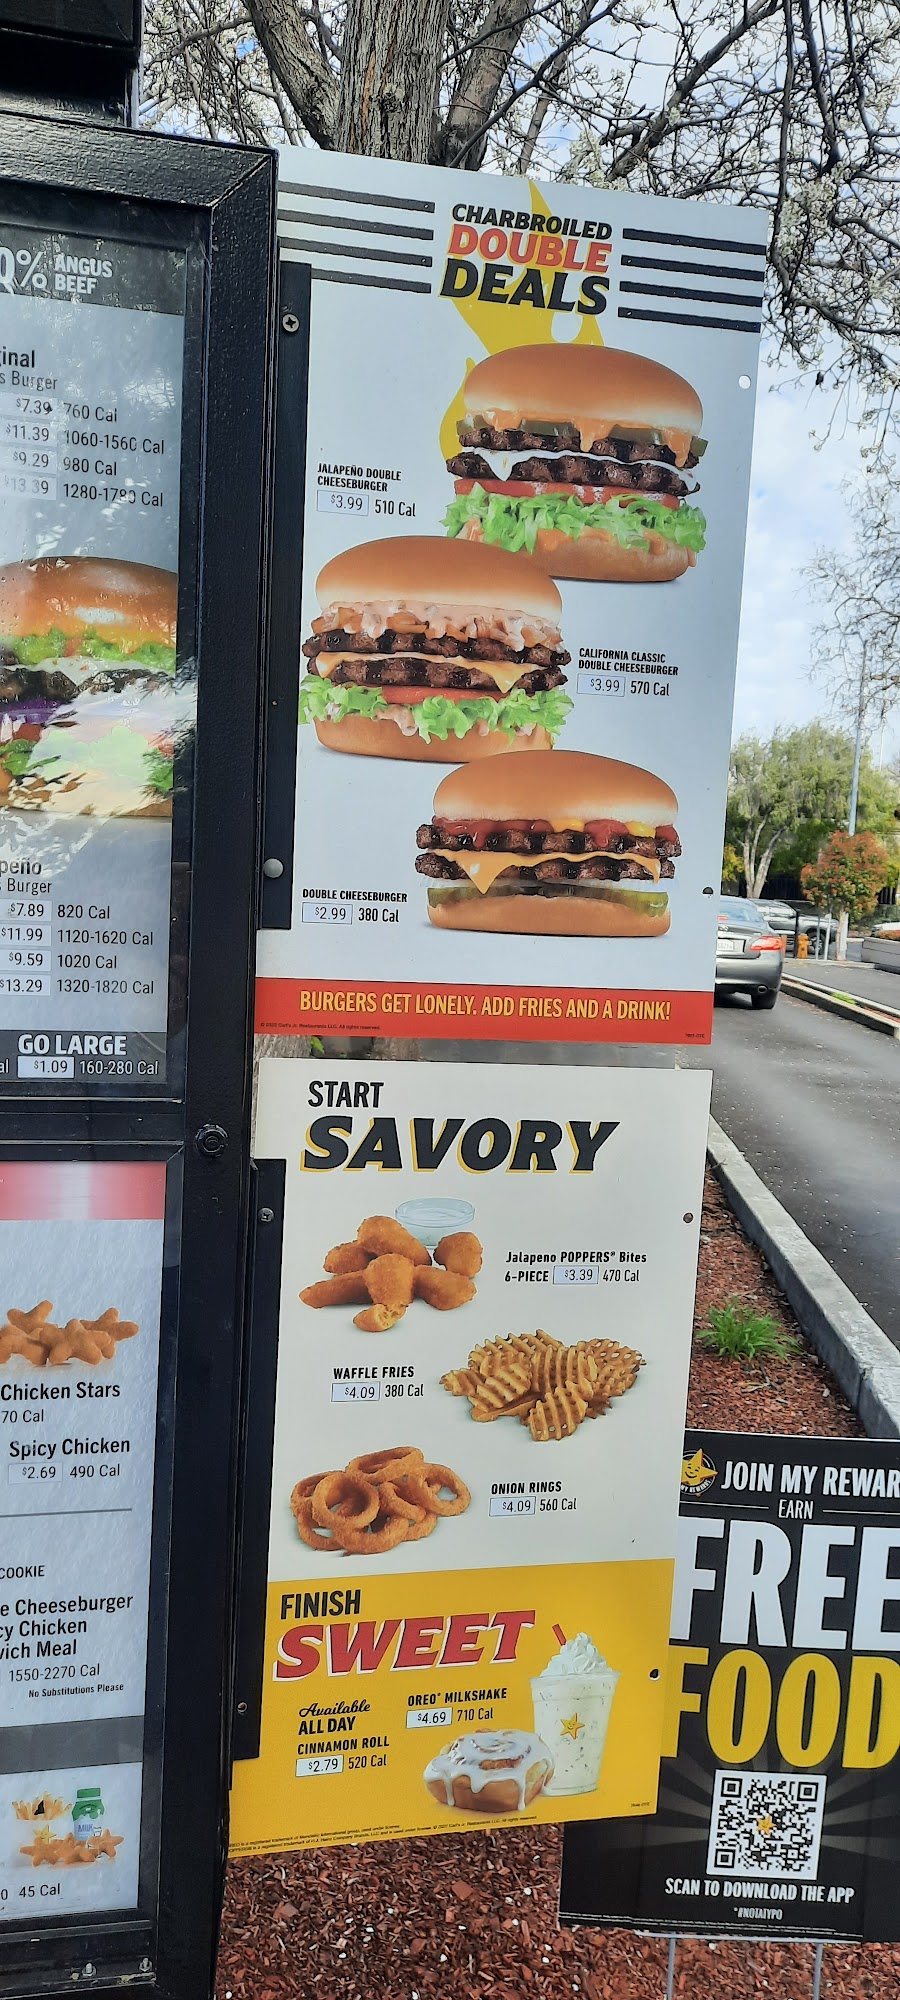 % ANGUS
BEEF
s Burger
$7.39 760 Cal
$11.39 1060-1560 Cal
$9.29 980 Cal
$13.39 1280-1780 Cal
Burger
$7.89 820 Cal
$11.99 1120-1620 Cal
$9.59 1020 Cal
$13.29 1320-1820 Cal
GO LARGE
$1.09 160-280 Cal
Chicken Stars
70 Cal
Spicy Chicken
$2.69 490 Cal
COOKIE
e Cheeseburger
cy Chicken
wich Meal
1550-2270 Cal
No Substitutions Please
MILK
45 Cal
CHARBROILED
DOUBLE
DEALS
JALAPEÑO DOUBLE
CHEESEBURGER
$3.99 510 Cal
CALIFORNIA CLASSIC
DOUBLE CHEESEBURGER
$3.99 570 Cal
DOUBLE CHEESEBURGER
$2.99 380 Cal
BURGERS GET LONELY. ADD FRIES AND A DRINK!
START
SAVORY
Jalapeno POPPERS® Bites
6-PIECE $3.39 470 Cal
WAFFLE FRIES
$4.09 380 Cal
ONION RINGS
$4.09 560 Cal
FINISH
SWEET
Available
ALL DAY
CINNAMON ROLL
$2.79 520 Cal
OREO® MILKSHAKE
$4.69 710 Cal
JOIN MY REWAR
EARN
FREE
FOOD
SCAN TO DOWNLOAD THE APP
*#NOTATYPO